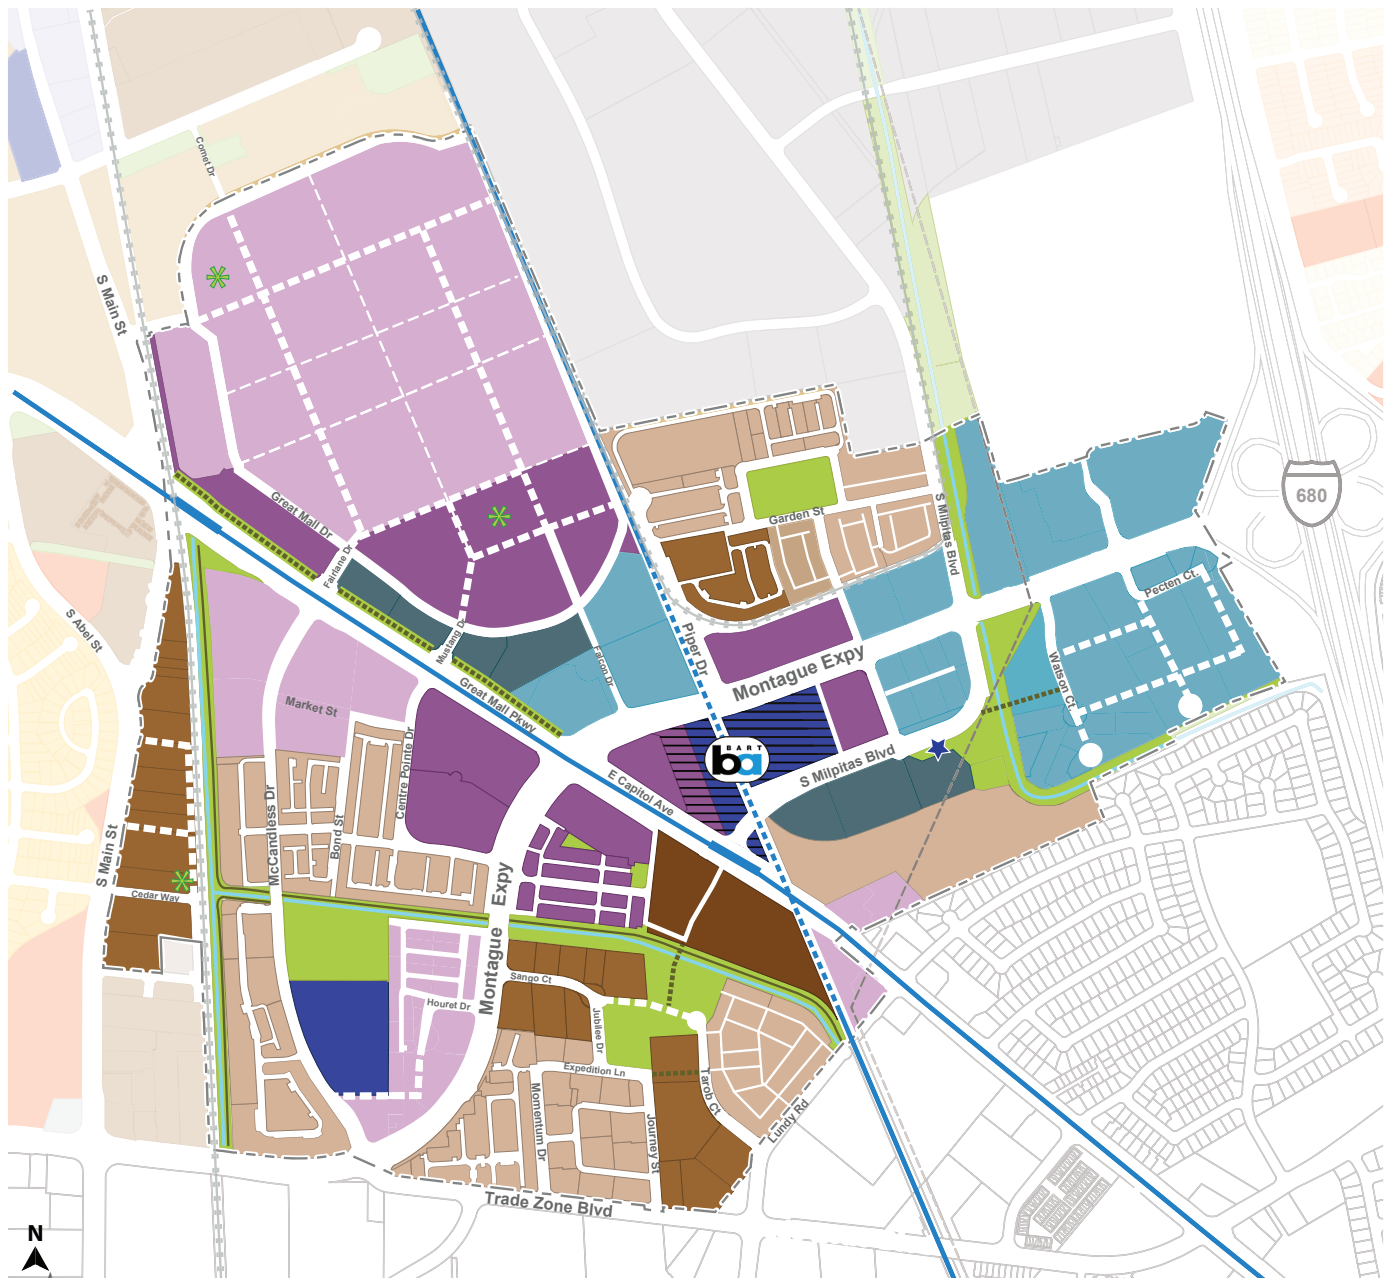 Comet Dr
S Main St
Great Mall Dr
Fairlane Dr
Mustang Dr
Falcon Dr
Great Mall Pkwy
Piper Dr
Garden St
S Milpitas Blvd
680
Pecten Ct.
Watson Ct.
Montague Expy
BART
ba
S Milpitas Blvd
E Capitol Ave
S Abel St
Market St
Centre Pointe Dr
McCandless Dr
Bond St
S Main St
Cedar Way
Montague Expy
Sango Ct
Houret Dr
Jubilee Dr
Expedition Ln
Tarob Ct
Momentum Dr
Journey St
Lundy Rd
Trade Zone Blvd
N